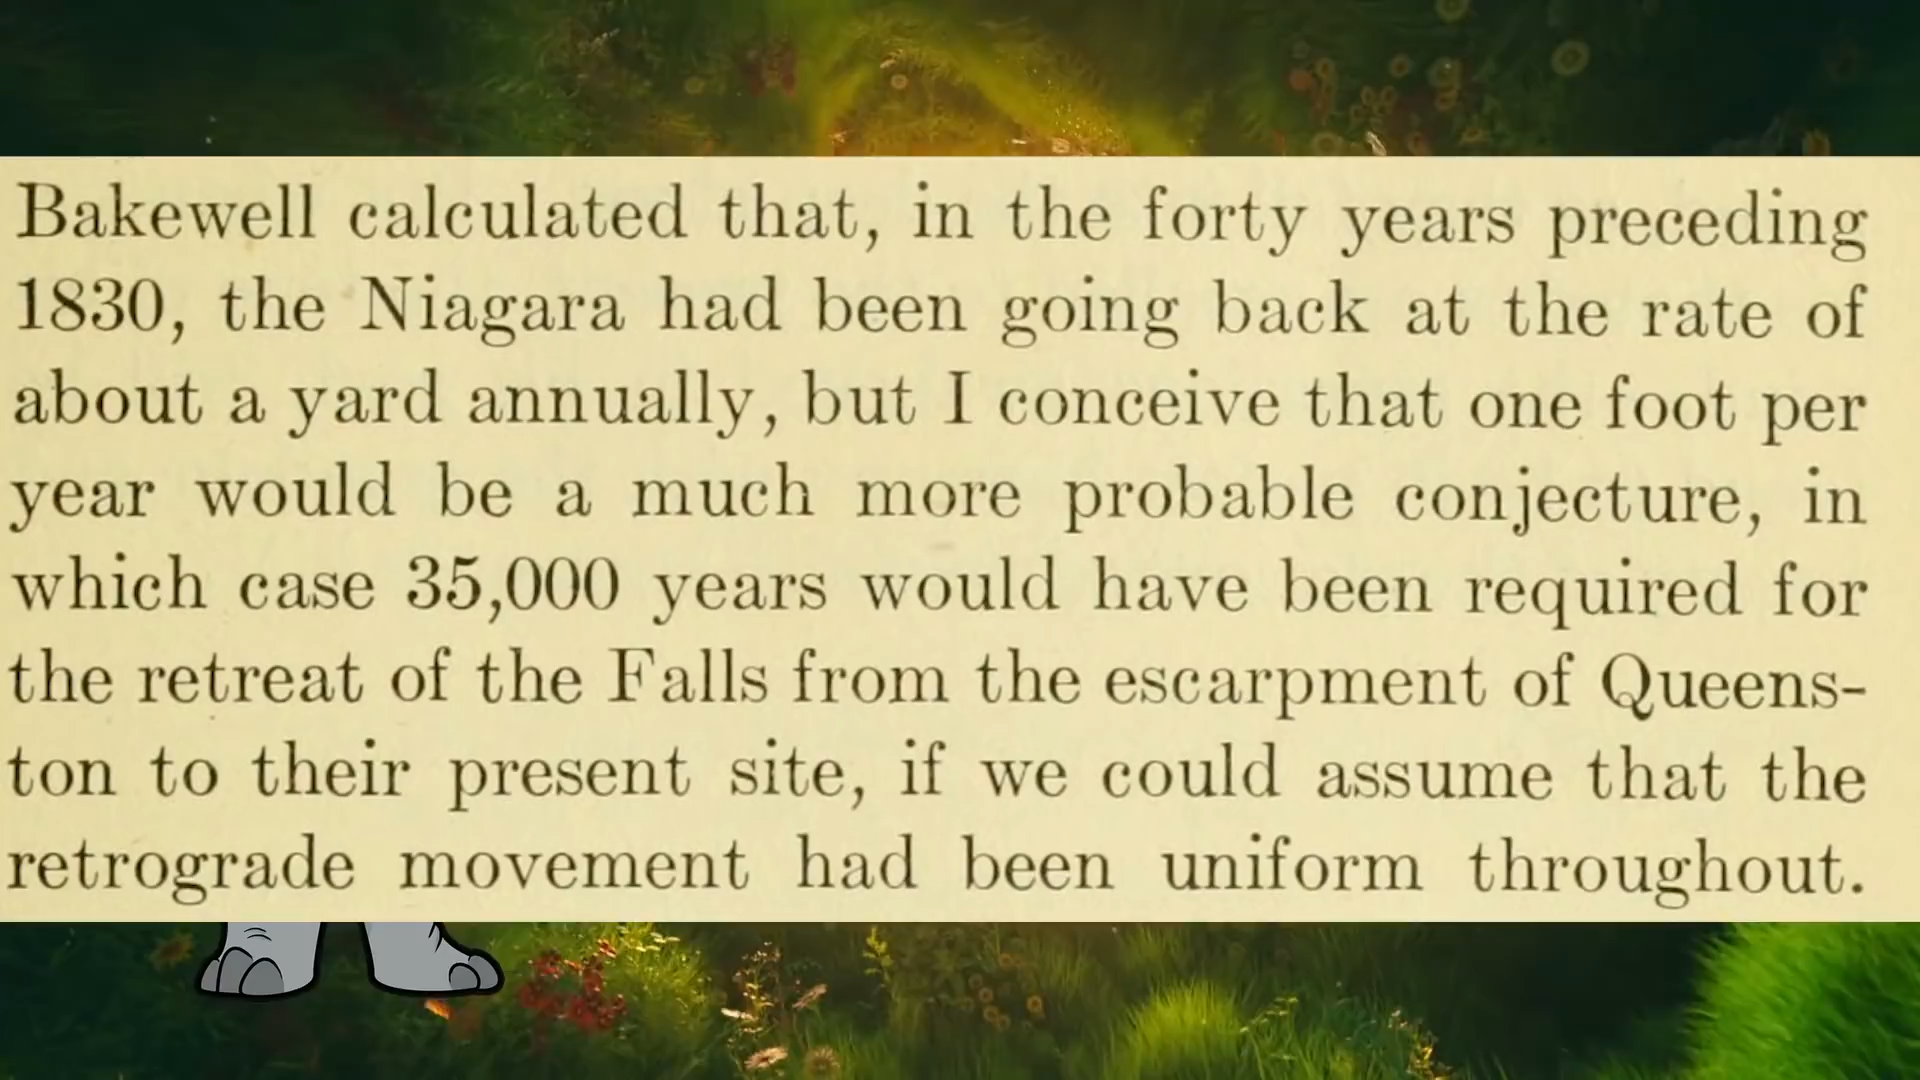 Bakewell calculated that, in the forty years preceding
1830, the Niagara had been going back at the rate of
about a yard annually, but I conceive that one foot per
year would be a much more probable conjecture, in
which case 35,000 years would have been required for
the retreat of the Falls from the escarpment of Queens-
ton to their present site, if we could assume that the
retrograde movement had been uniform throughout.